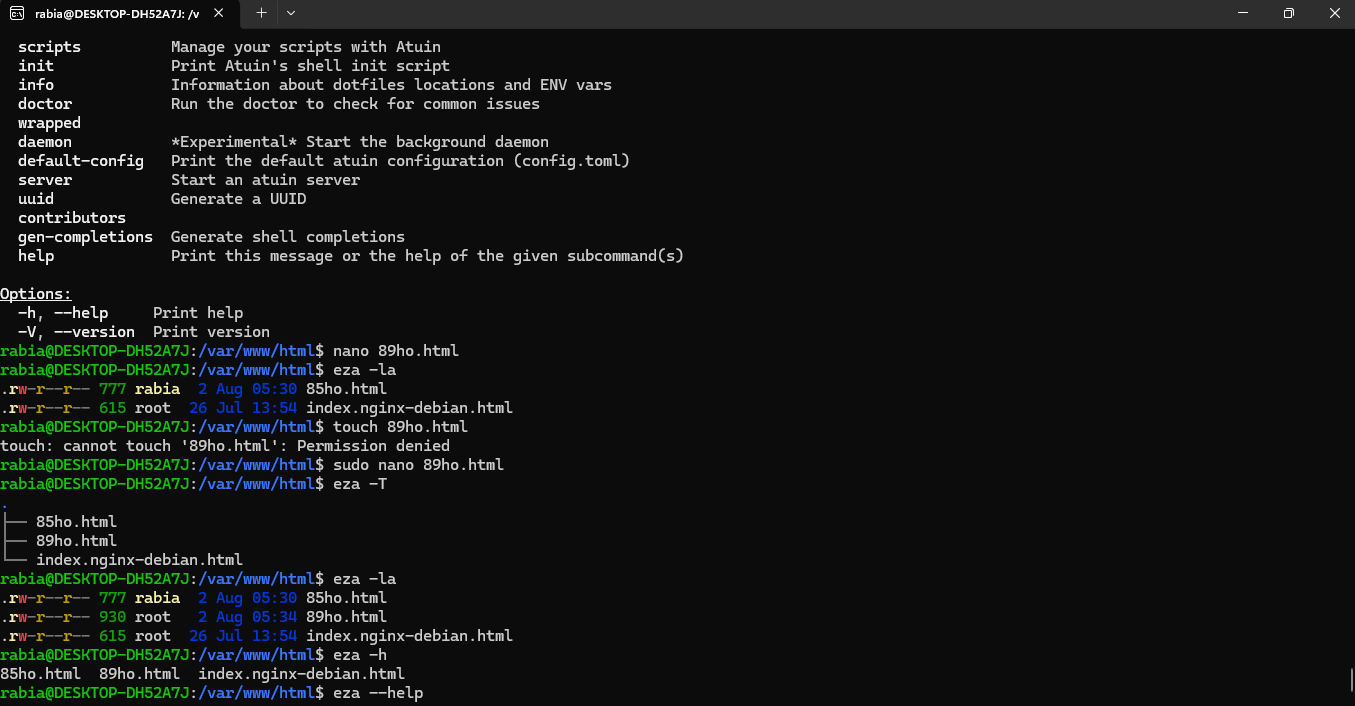 rabia@DESKTOP-DH52A7J: /v
scripts Manage your scripts with Atuin
init Print Atuin's shell init script
info Information about dotfiles locations and ENV vars
doctor Run the doctor to check for common issues
wrapped
daemon *Experimental* Start the background daemon
default-config Print the default atuin configuration (config.toml)
server Start an atuin server
uuid Generate a UUID
contributors
gen-completions Generate shell completions
help Print this message or the help of the given subcommand(s)
Options:
-h, --help Print help
-V, --version Print version
rabia@DESKTOP-DH52A7J:/var/www/html$ nano 89ho.html
rabia@DESKTOP-DH52A7J:/var/www/html$ eza -la
.rw-r--r-- 777 rabia 2 Aug 05:30 85ho.html
.rw-r--r-- 615 root 26 Jul 13:54 index.nginx-debian.html
rabia@DESKTOP-DH52A7J:/var/www/html$ touch 89ho.html
touch: cannot touch '89ho.html': Permission denied
rabia@DESKTOP-DH52A7J:/var/www/html$ sudo nano 89ho.html
rabia@DESKTOP-DH52A7J:/var/www/html$ eza -T
.
├── 85ho.html
├── 89ho.html
└── index.nginx-debian.html
rabia@DESKTOP-DH52A7J:/var/www/html$ eza -la
.rw-r--r-- 777 rabia 2 Aug 05:30 85ho.html
.rw-r--r-- 930 root 2 Aug 05:34 89ho.html
.rw-r--r-- 615 root 26 Jul 13:54 index.nginx-debian.html
rabia@DESKTOP-DH52A7J:/var/www/html$ eza -h
85ho.html 89ho.html index.nginx-debian.html
rabia@DESKTOP-DH52A7J:/var/www/html$ eza --help